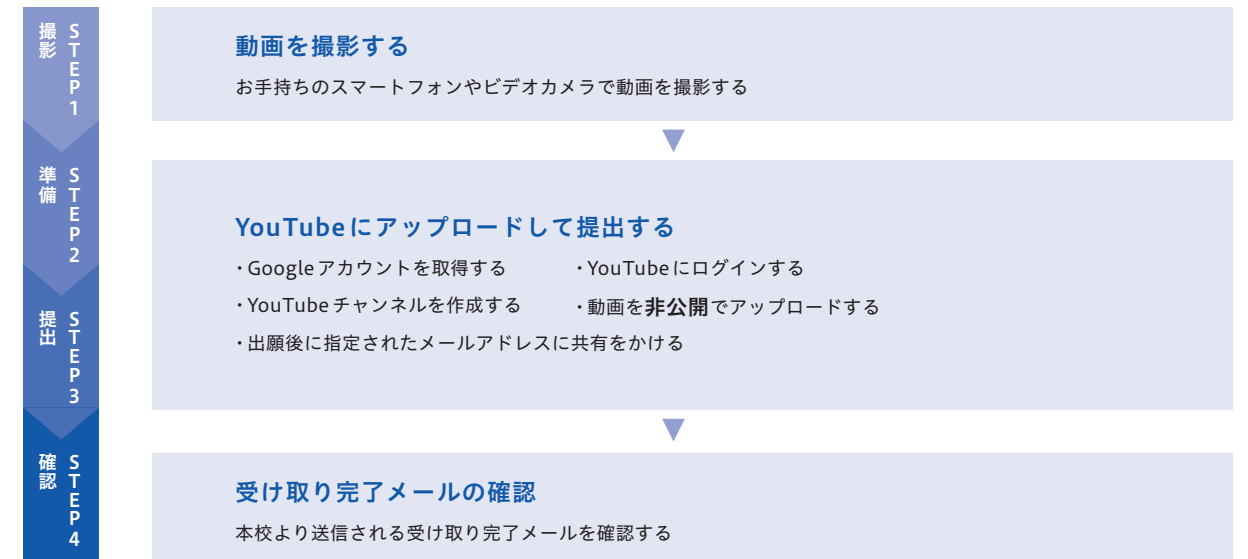 STEP1
撮影
動画を撮影する
お手持ちのスマートフォンやビデオカメラで動画を撮影する
STEP2
準備
YouTubeにアップロードして提出する
・Googleアカウントを取得する ・YouTubeにログインする
・YouTubeチャンネルを作成する ・動画を非公開でアップロードする
・出願後に指定されたメールアドレスに共有をかける
STEP3
提出
STEP4
確認
受け取り完了メールの確認
本校より送信される受け取り完了メールを確認する